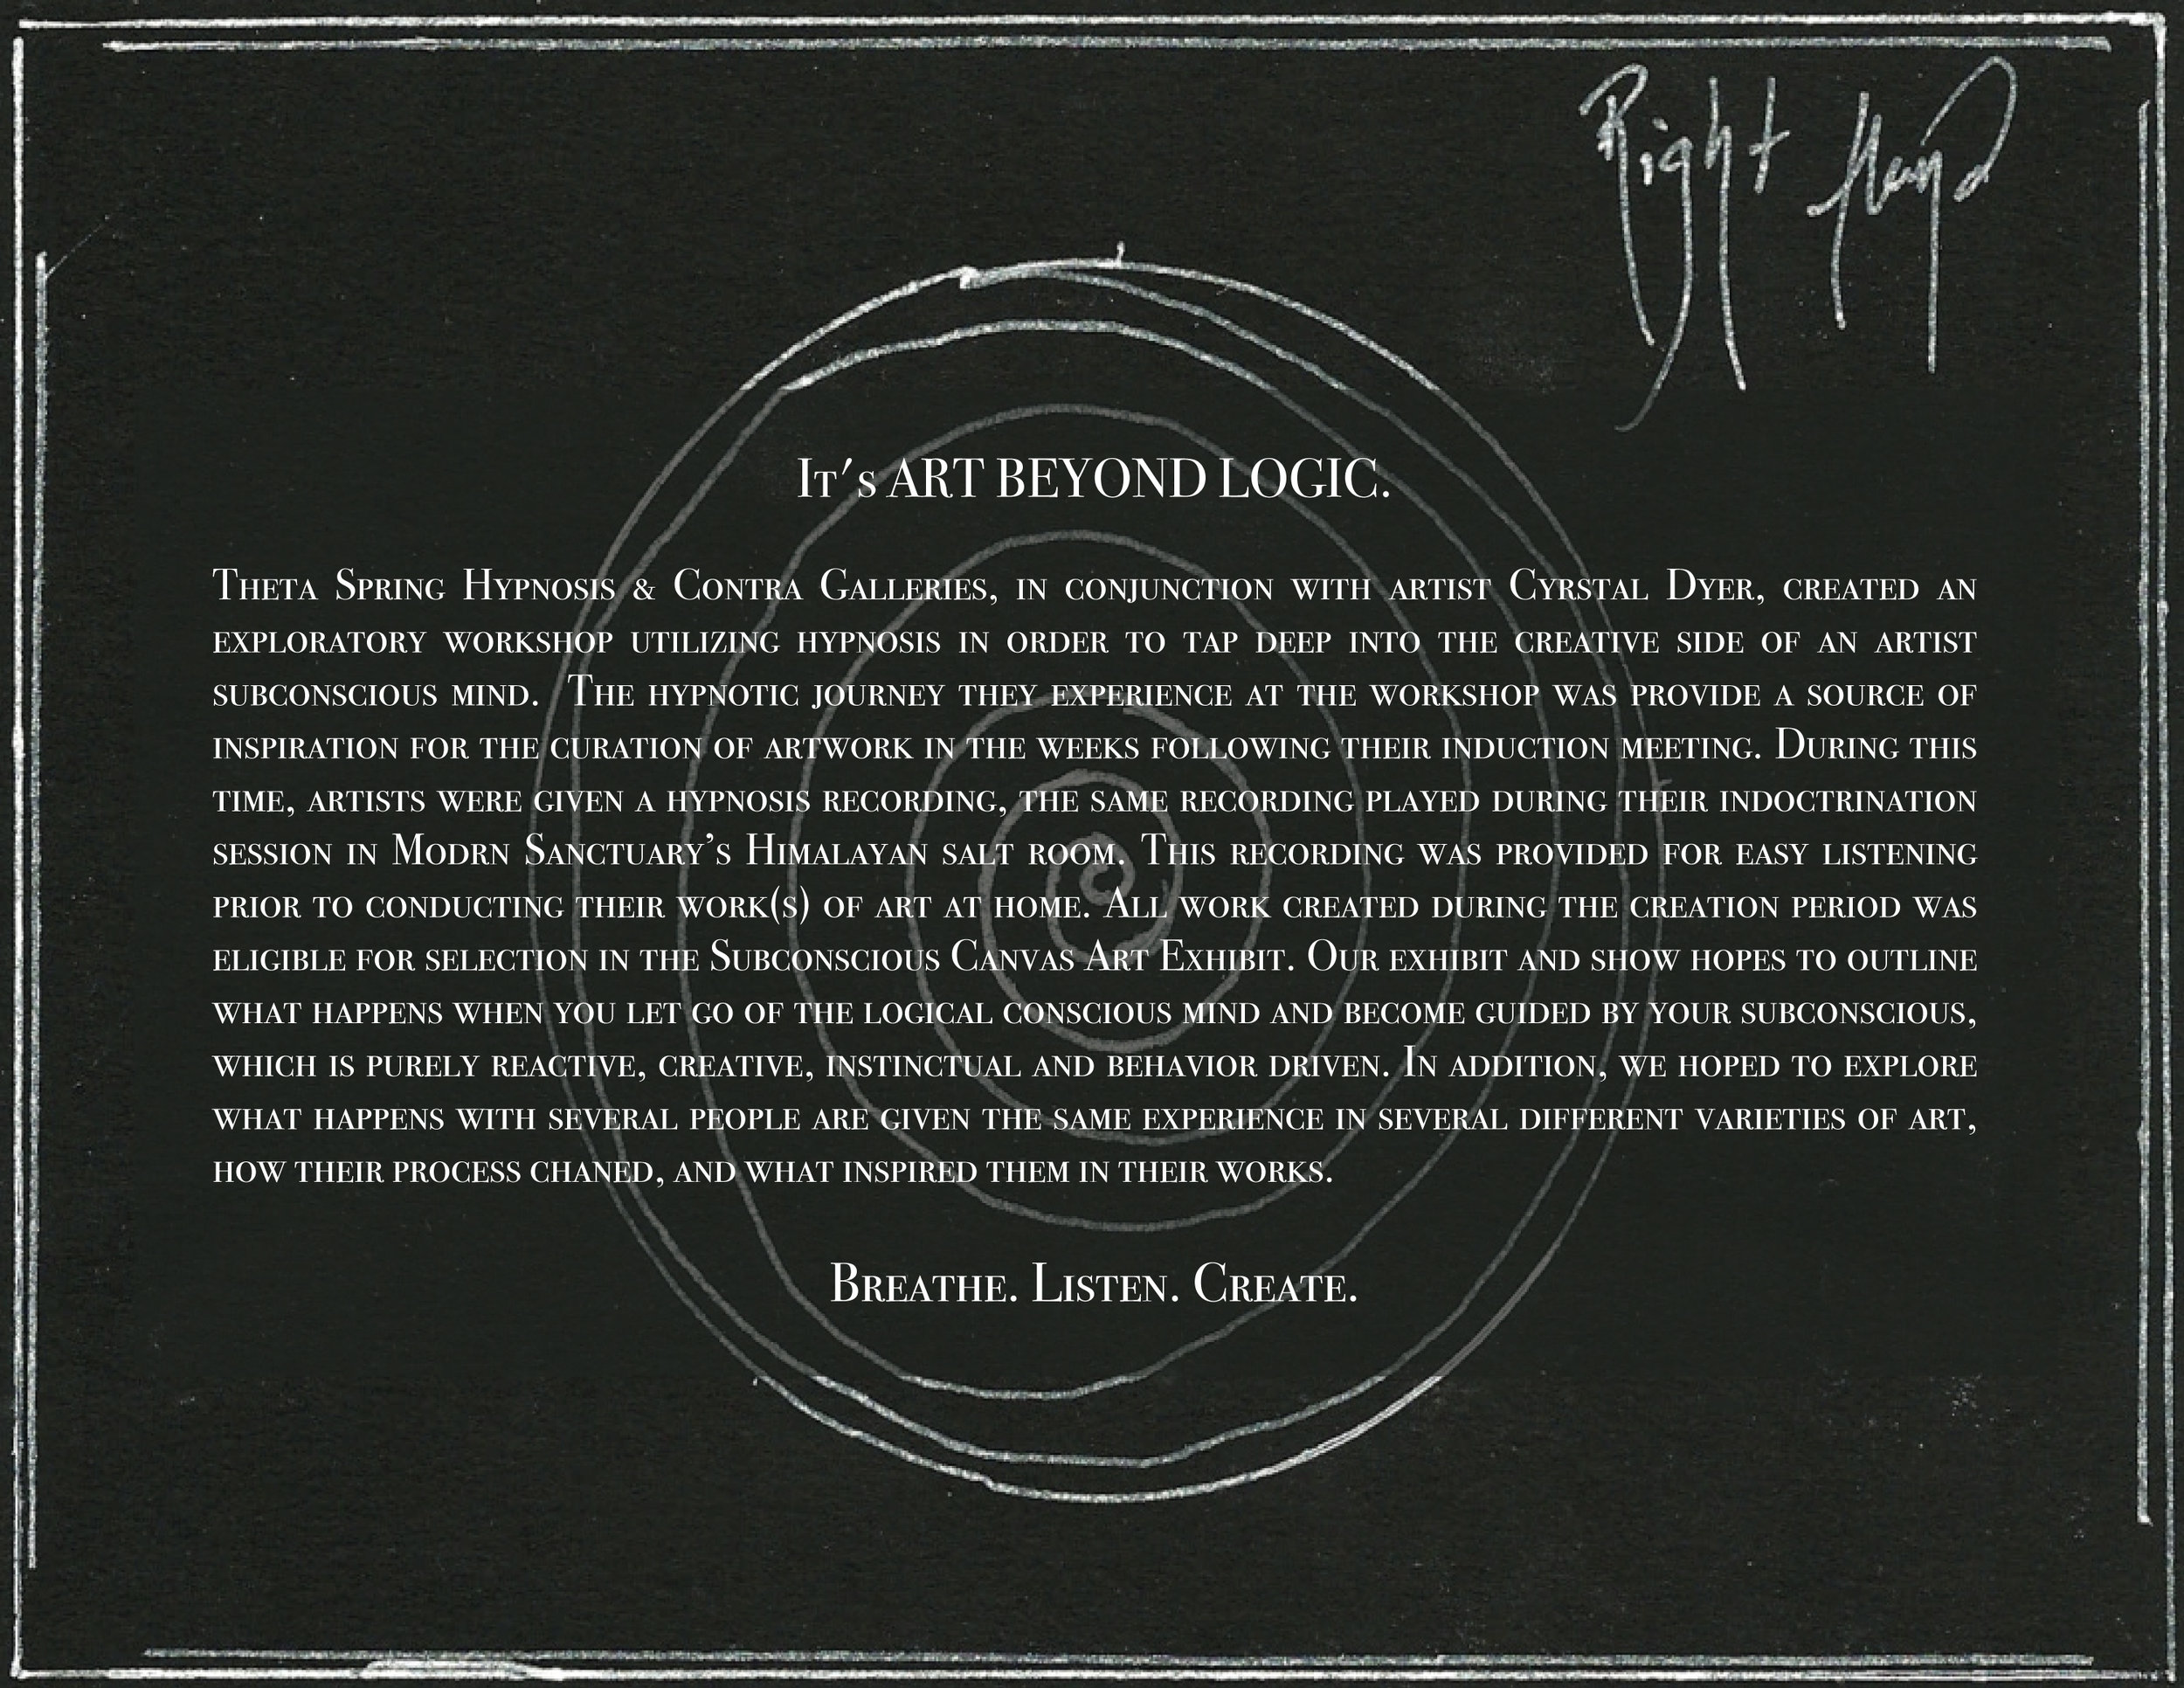 Right Hand
It's ART BEYOND LOGIC.
Theta Spring Hypnosis & Contra Galleries, in conjunction with artist Cyrstal Dyer, created an
exploratory workshop utilizing hypnosis in order to tap deep into the creative side of an artist
subconscious mind. The hypnotic journey they experience at the workshop was provide a source of
inspiration for the curation of artwork in the weeks following their induction meeting. During this
time, artists were given a hypnosis recording, the same recording played during their indoctrination
session in Modrn Sanctuary's Himalayan salt room. This recording was provided for easy listening
prior to conducting their work(s) of art at home. All work created during the creation period was
eligible for selection in the Subconscious Canvas Art Exhibit. Our exhibit and show hopes to outline
what happens when you let go of the logical conscious mind and become guided by your subconscious,
which is purely reactive, creative, instinctual and behavior driven. In addition, we hoped to explore
what happens with several people are given the same experience in several different varieties of art,
how their process chaned, and what inspired them in their works.
Breathe. Listen. Create.